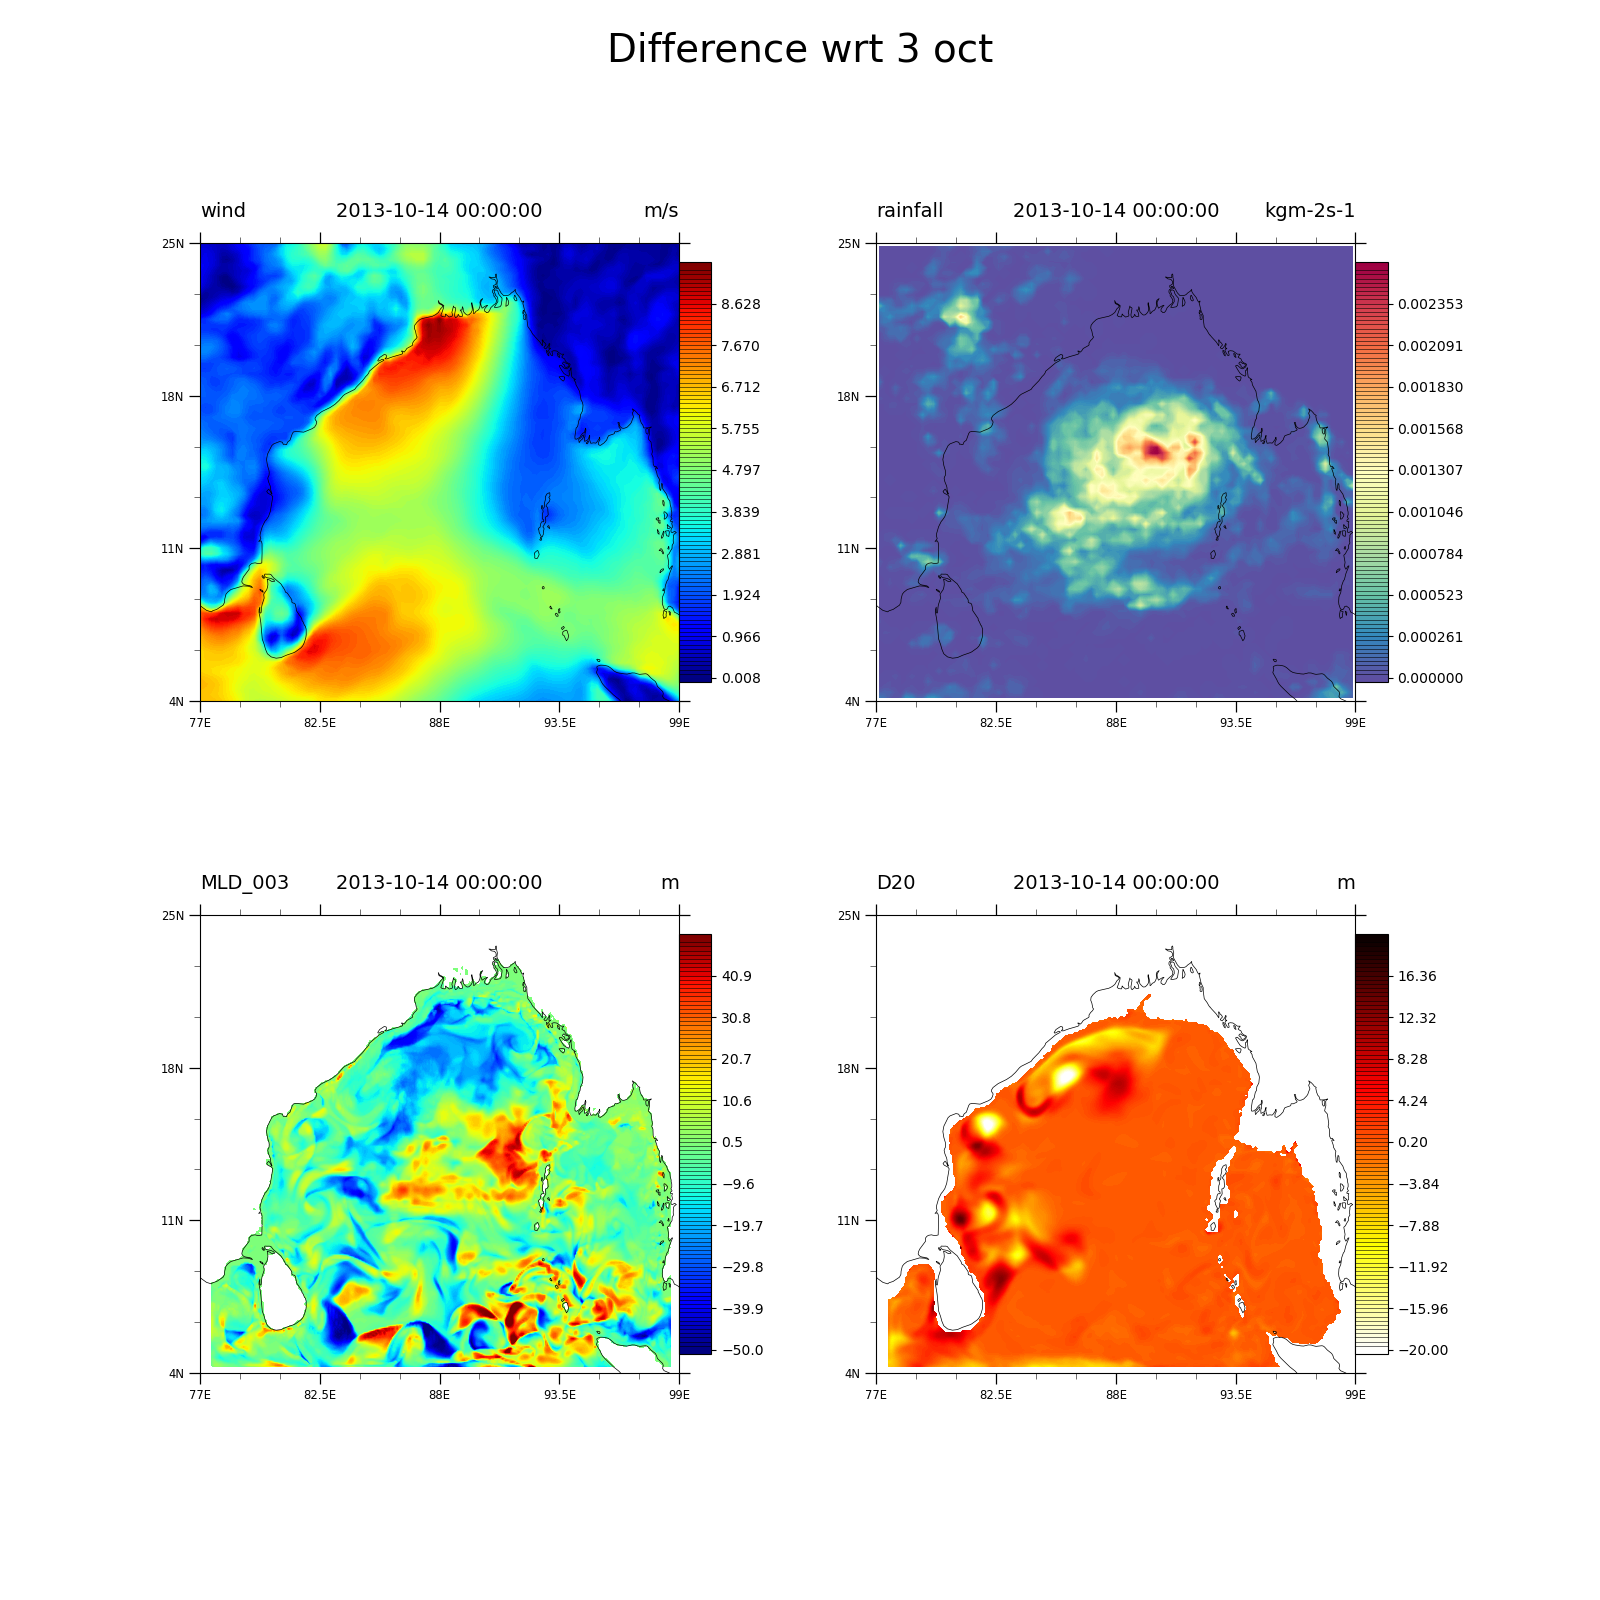 Difference wrt 3 oct
wind 2013-10-14 00:00:00 m/s
25N
18N
11N
4N
77E 82.5E 88E 93.5E 99E
8.628
7.670
6.712
5.755
4.797
3.839
2.881
1.924
0.966
0.008
rainfall 2013-10-14 00:00:00 kgm-2s-1
25N
18N
11N
4N
77E 82.5E 88E 93.5E 99E
0.002353
0.002091
0.001830
0.001568
0.001307
0.001046
0.000784
0.000523
0.000261
0.000000
MLD_003 2013-10-14 00:00:00 m
25N
18N
11N
4N
77E 82.5E 88E 93.5E 99E
40.9
30.8
20.7
10.6
0.5
−9.6
−19.7
−29.8
−39.9
−50.0
D20 2013-10-14 00:00:00 m
25N
18N
11N
4N
77E 82.5E 88E 93.5E 99E
16.36
12.32
8.28
4.24
0.20
−3.84
−7.88
−11.92
−15.96
−20.00